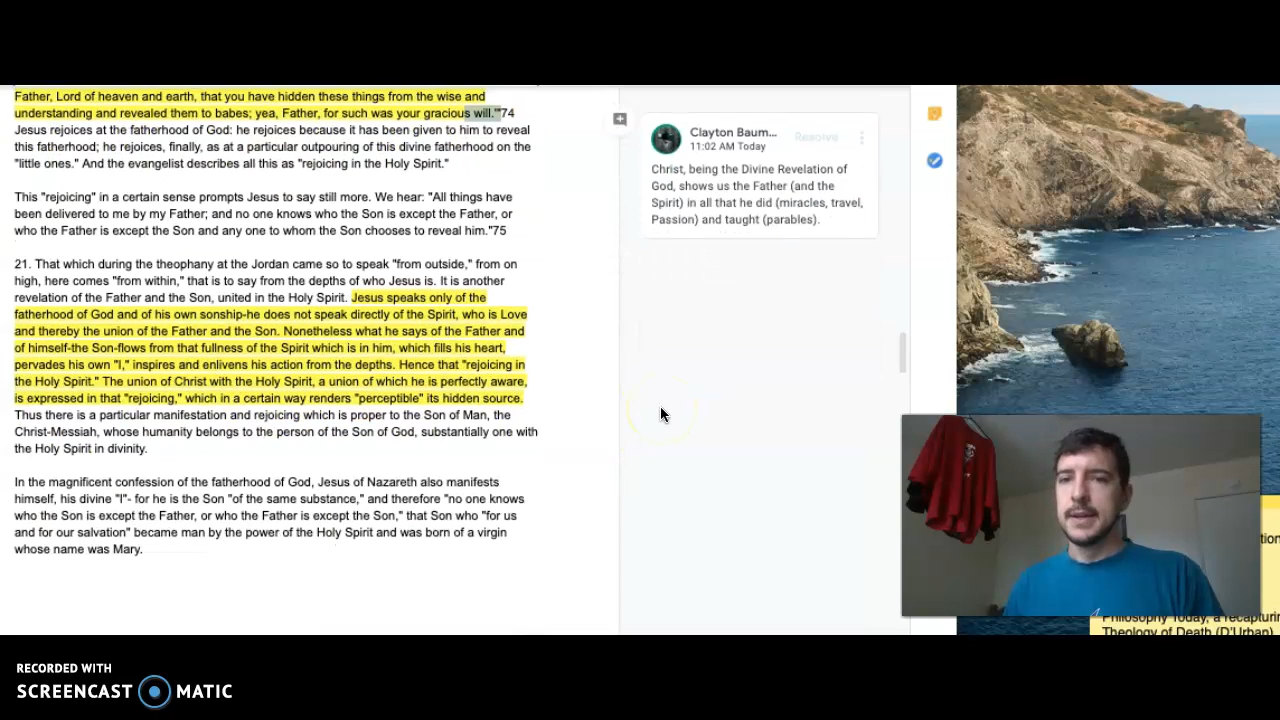 Father, Lord of heaven and earth, that you have hidden these things from the wise and
understanding and revealed them to babes; yea, Father, for such was your gracious will."'74
Jesus rejoices at the fatherhood of God: he rejoices because it has been given to him to reveal
this fatherhood; he rejoices, finally, as at a particular outpouring of this divine fatherhood on the
"little ones." And the evangelist describes all this as "rejoicing in the Holy Spirit."
This "rejoicing" in a certain sense prompts Jesus to say still more. We hear: "All things have
been delivered to me by my Father; and no one knows who the Son is except the Father, or
who the Father is except the Son and any one to whom the Son chooses to reveal him."75
21. That which during the theophany at the Jordan came so to speak "from outside," from on
high, here comes "from within," that is to say from the depths of who Jesus is. It is another
revelation of the Father and the Son, united in the Holy Spirit. Jesus speaks only of the
fatherhood of God and of his own sonship-he does not speak directly of the Spirit, who is Love
and thereby the union of the Father and the Son. Nonetheless what he says of the Father and
of himself-the Son-flows from that fullness of the Spirit which is in him, which fills his heart,
pervades his own "I," inspires and enlivens his action from the depths. Hence that "rejoicing in
the Holy Spirit." The union of Christ with the Holy Spirit, a union of which he is perfectly aware,
is expressed in that "rejoicing," which in a certain way renders "perceptible" its hidden source.
Thus there is a particular manifestation and rejoicing which is proper to the Son of Man, the
Christ-Messiah, whose humanity belongs to the person of the Son of God, substantially one with
the Holy Spirit in divinity.
In the magnificent confession of the fatherhood of God, Jesus of Nazareth also manifests
himself, his divine "I"- for he is the Son "of the same substance," and therefore "no one knows
who the Son is except the Father, or who the Father is except the Son," that Son who "for us
and for our salvation" became man by the power of the Holy Spirit and was born of a virgin
whose name was Mary.
Clayton Baum...
Resolve
11:02 AM Today
Christ, being the Divine Revelation of
God, shows us the Father (and the
Spirit) in all that he did (miracles, travel,
Passion) and taught (parables).
tion
Philosophy Today, a recapturin
Theology of Death (D'Urban)
RECORDED WITH
SCREENCAST MATIC